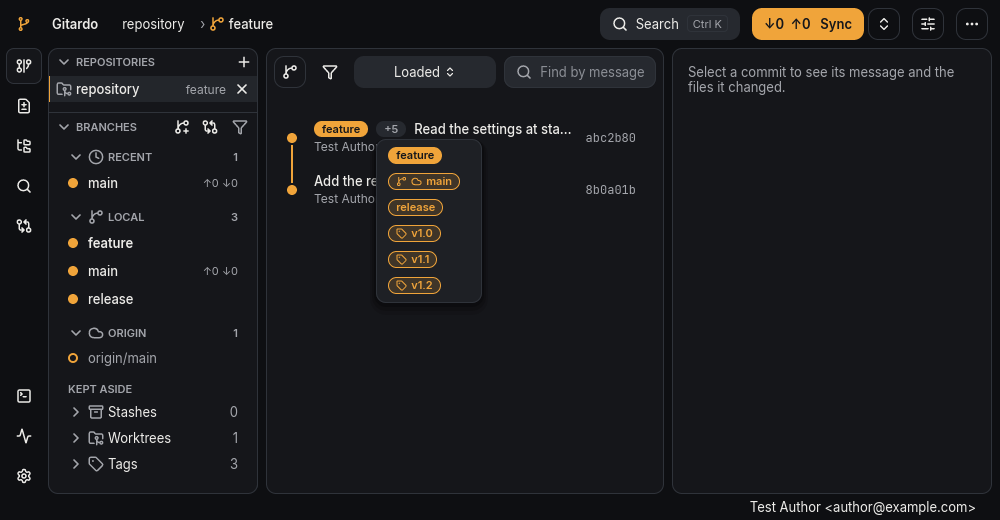 Gitardo
repository › feature
Search Ctrl K
↓0 ↑0 Sync
REPOSITORIES
repository feature
BRANCHES
RECENT 1
main ↑0 ↓0
LOCAL 3
feature
main ↑0 ↓0
release
ORIGIN 1
origin/main
KEPT ASIDE
Stashes 0
Worktrees 1
Tags 3
Loaded
Find by message
feature +5 Read the settings at sta... abc2b80
Test Autho
Add the re 8b0a01b
Test Autho
feature
main
release
v1.0
v1.1
v1.2
Select a commit to see its message and the
files it changed.
Test Author <author@example.com>